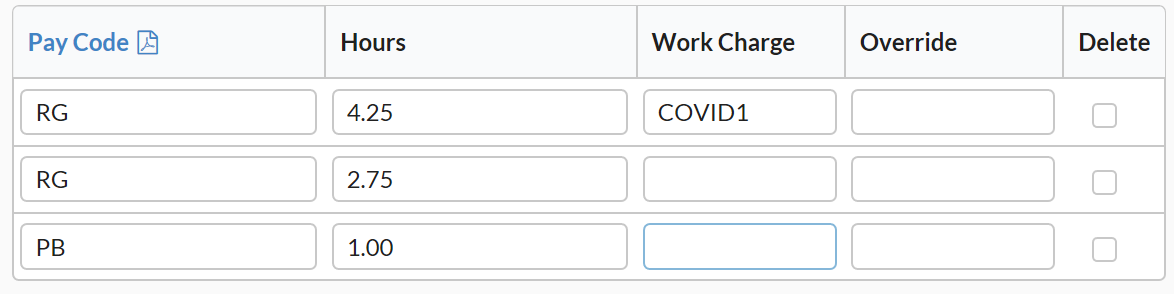 Pay Code Hours Work Charge Override Delete
RG 4.25 COVID1
RG 2.75
PB 1.00